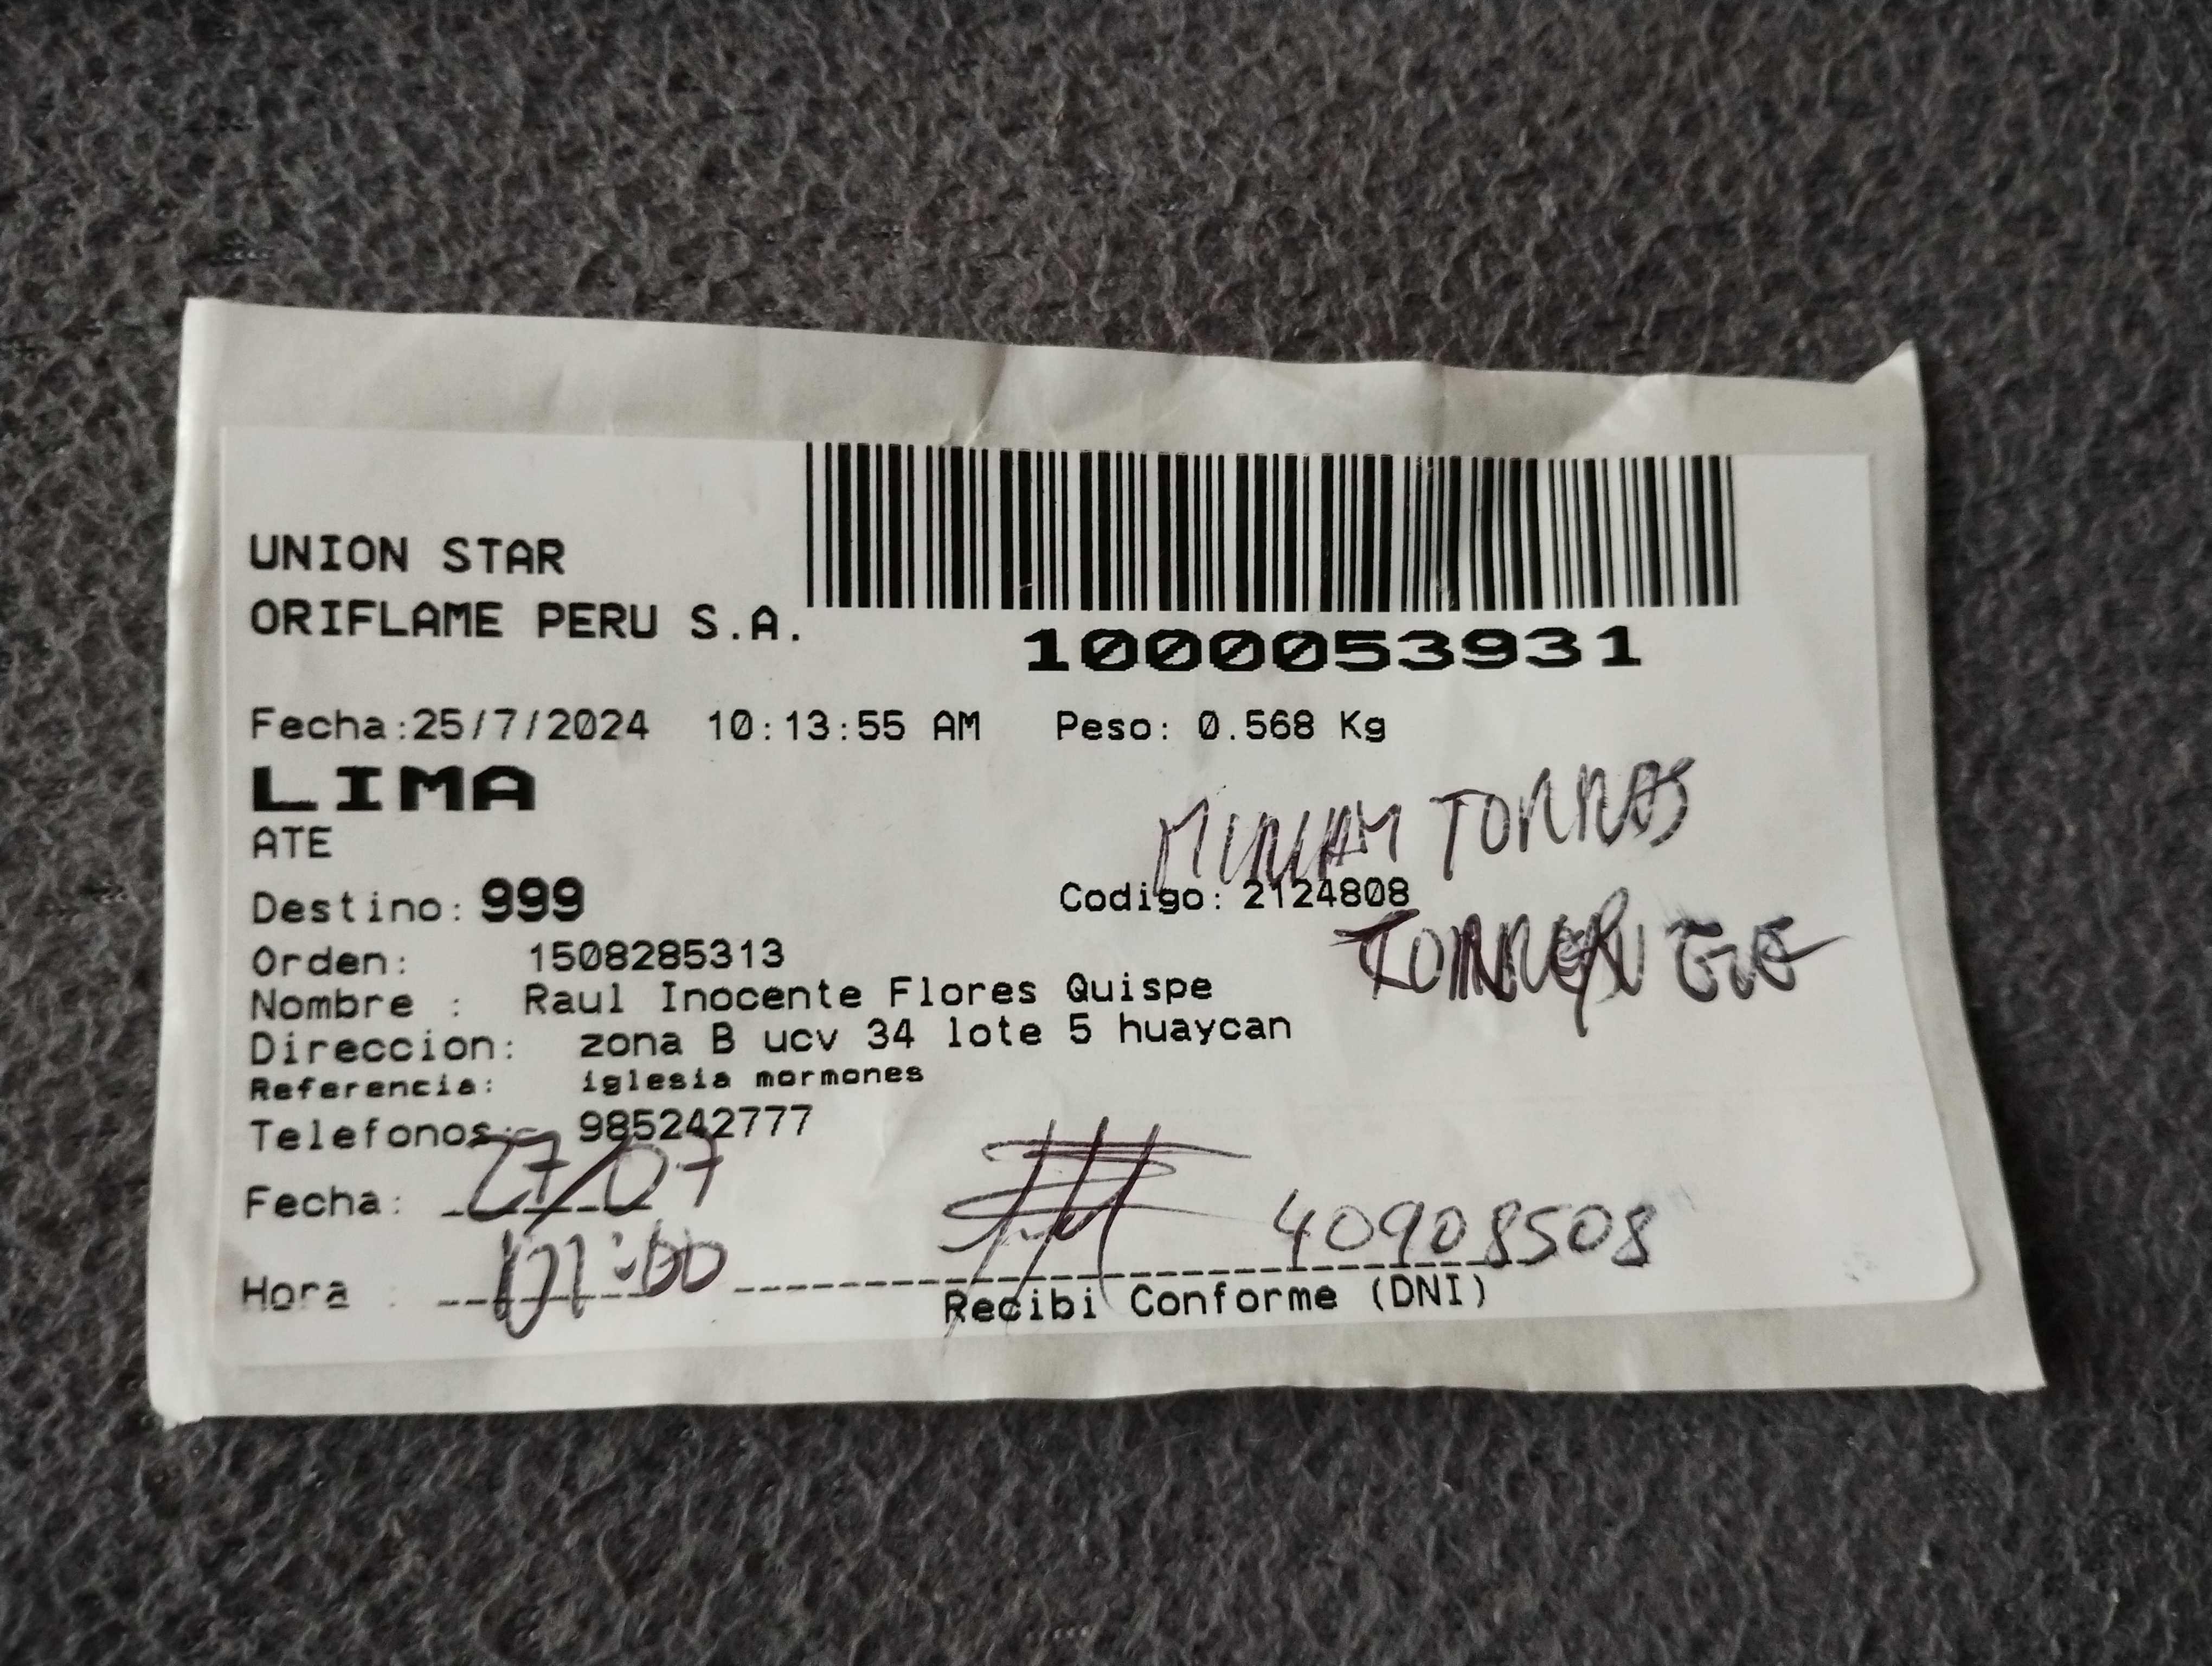 UNION STAR
ORIFLAME PERU S.A.
1000053931
Fecha:25/7/2024 10:13:55 AM Peso: 0.568 Kg
LIMA
MIRIAM TORRES
ATE
Destino: 999 Codigo: 2124808
Orden: 1508285313
Nombre : Raul Inocente Flores Quispe
Direccion: zona B ucv 34 lote 5 huaycan
Referencia: iglesia mormones
Telefonos: 985242777
Fecha: 27/07
40908508
Hora :
Recibi Conforme (DNI)